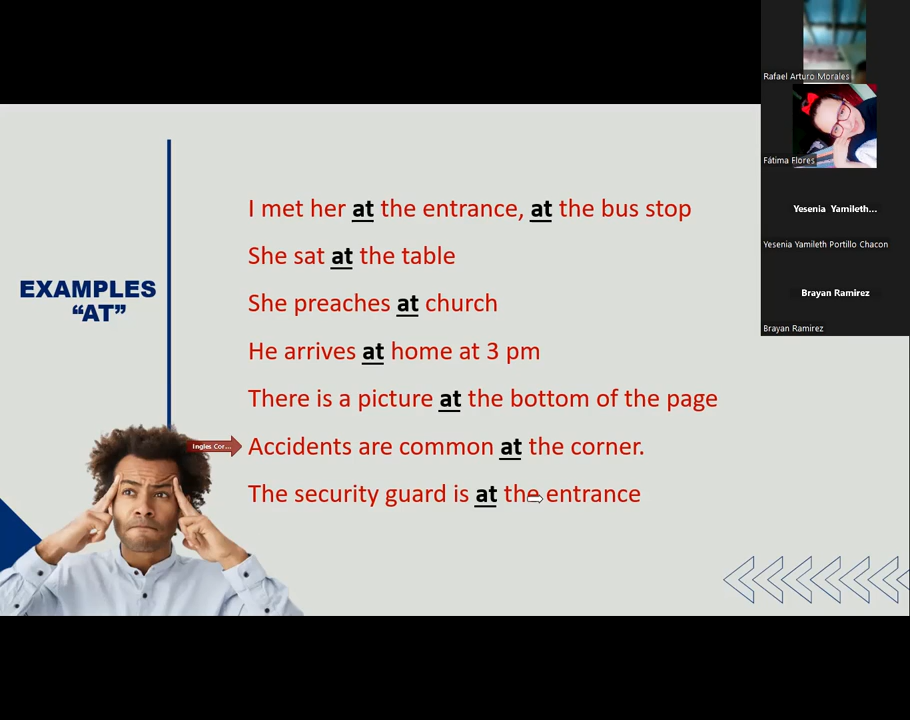 Rafael Arturo Morales
Fátima Flores
Yesenia Yamileth...
Yesenia Yamileth Portillo Chacon
Brayan Ramirez
Brayan Ramirez
EXAMPLES
“AT”
I met her at the entrance, at the bus stop
She sat at the table
She preaches at church
He arrives at home at 3 pm
There is a picture at the bottom of the page
Ingles Cor...
Accidents are common at the corner.
The security guard is at the entrance